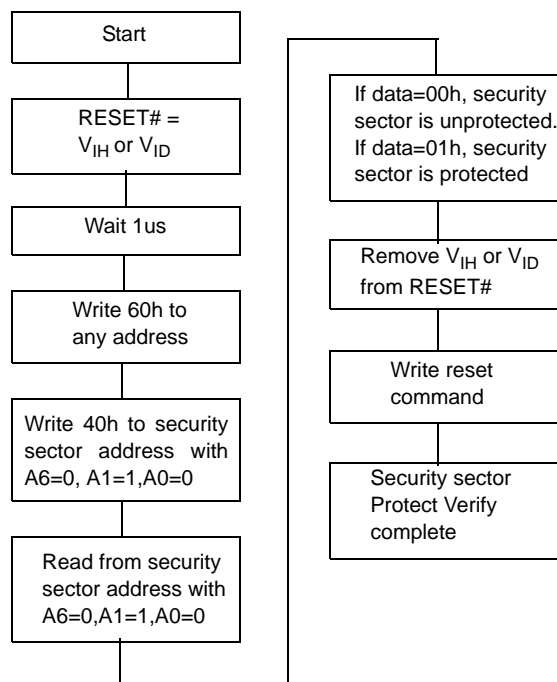 Start
RESET# =
VIH or VID
Wait 1us
Write 60h to
any address
Write 40h to security
sector address with
A6=0, A1=1,A0=0
Read from security
sector address with
A6=0,A1=1,A0=0
If data=00h, security
sector is unprotected.
If data=01h, security
sector is protected
Remove VIH or VID
from RESET#
Write reset
command
Security sector
Protect Verify
complete